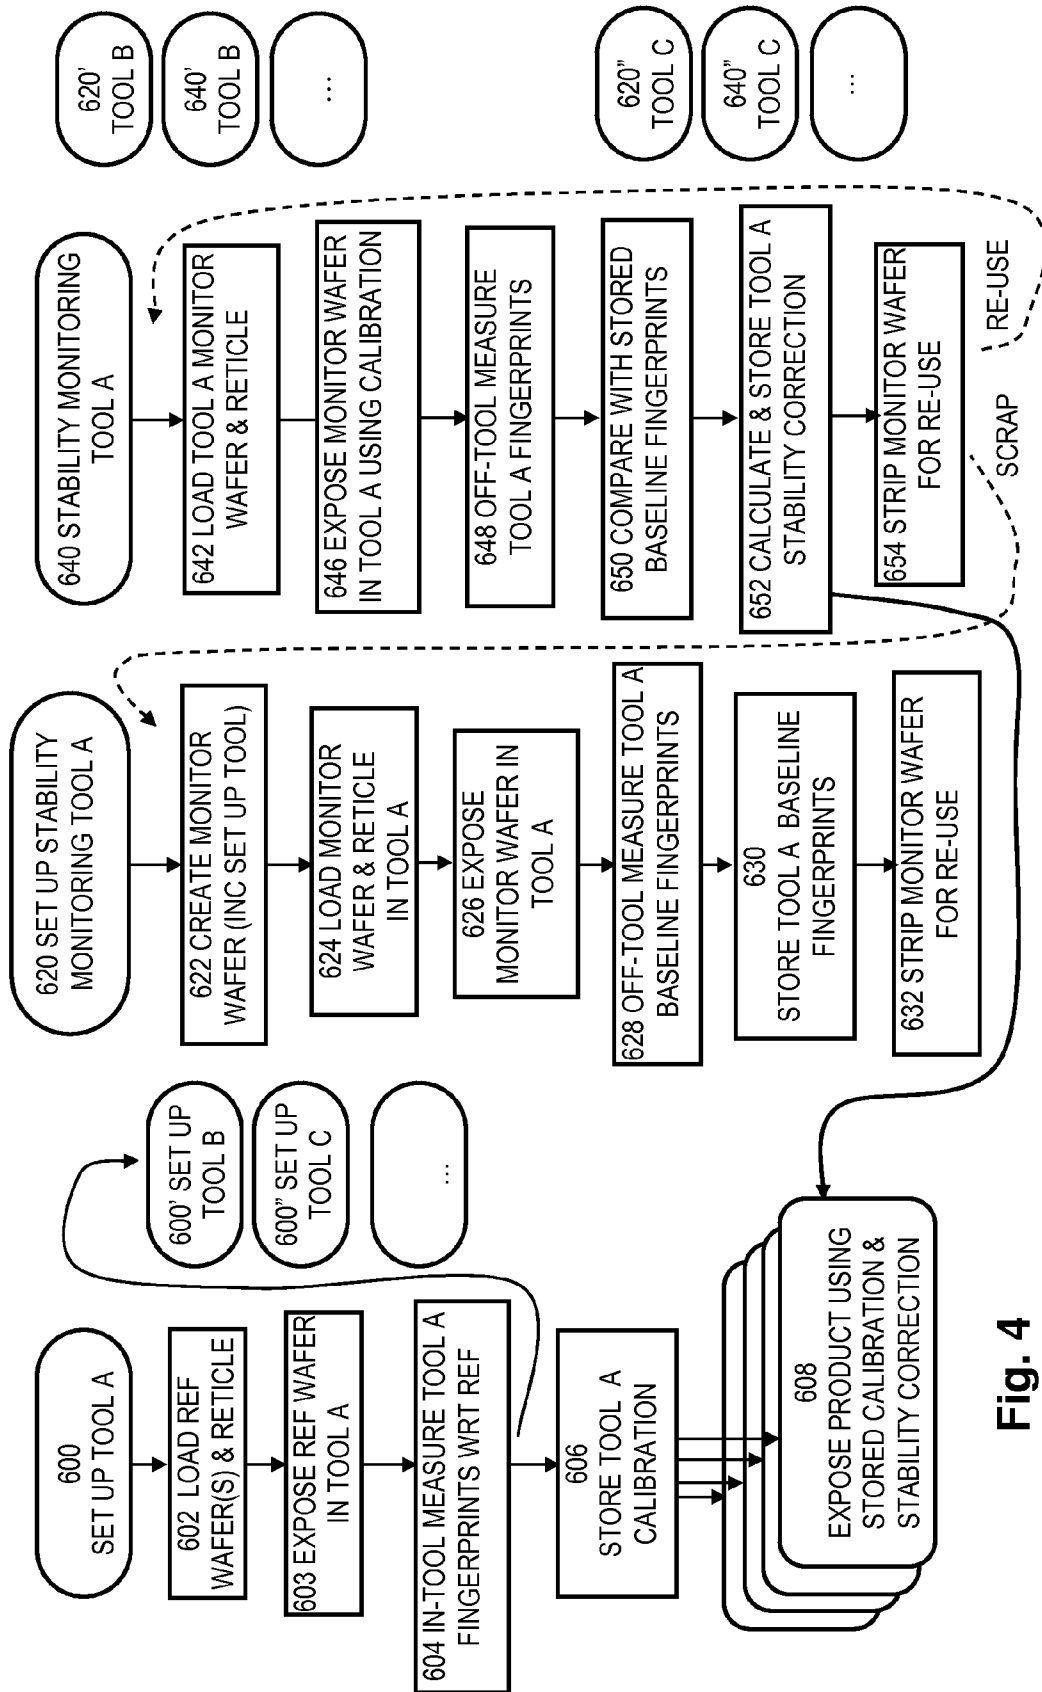 600
SET UP TOOL A
602 LOAD REF
WAFER(S) & RETICLE
603 EXPOSE REF WAFER
IN TOOL A
604 IN-TOOL MEASURE TOOL A
FINGERPRINTS WRT REF
606
STORE TOOL A
CALIBRATION
608
EXPOSE PRODUCT USING
STORED CALIBRATION &
STABILITY CORRECTION
600' SET UP
TOOL B
600" SET UP
TOOL C
...
620 SET UP STABILITY
MONITORING TOOL A
622 CREATE MONITOR
WAFER (INC SET UP TOOL)
624 LOAD MONITOR
WAFER & RETICLE
IN TOOL A
626 EXPOSE
MONITOR WAFER IN
TOOL A
628 OFF-TOOL MEASURE TOOL A
BASELINE FINGERPRINTS
630
STORE TOOL A BASELINE
FINGERPRINTS
632 STRIP MONITOR WAFER
FOR RE-USE
640 STABILITY MONITORING
TOOL A
642 LOAD TOOL A MONITOR
WAFER & RETICLE
646 EXPOSE MONITOR WAFER
IN TOOL A USING CALIBRATION
648 OFF-TOOL MEASURE
TOOL A FINGERPRINTS
650 COMPARE WITH STORED
BASELINE FINGERPRINTS
652 CALCULATE & STORE TOOL A
STABILITY CORRECTION
654 STRIP MONITOR WAFER
FOR RE-USE
SCRAP
RE-USE
620'
TOOL B
640'
TOOL B
...
620"
TOOL C
640"
TOOL C
...
Fig. 4